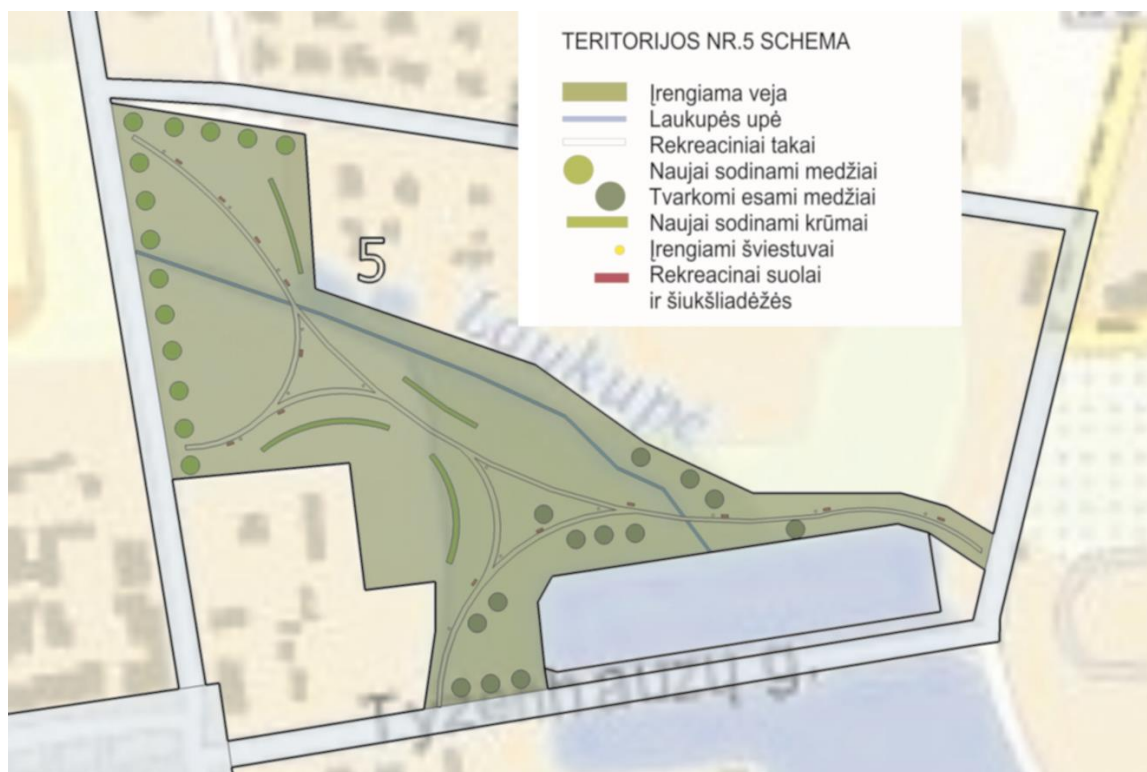 TERITORIJOS NR.5 SCHEMA
Įrengiama veja
Laukupės upė
Rekreaciniai takai
Naujai sodinami medžiai
Tvarkomi esami medžiai
Naujai sodinami krūmai
Įrengiami šviestuvai
Rekreacinai suolai
ir šiukšliadėžės
5
Laukupė
Tyzenhauzų g.